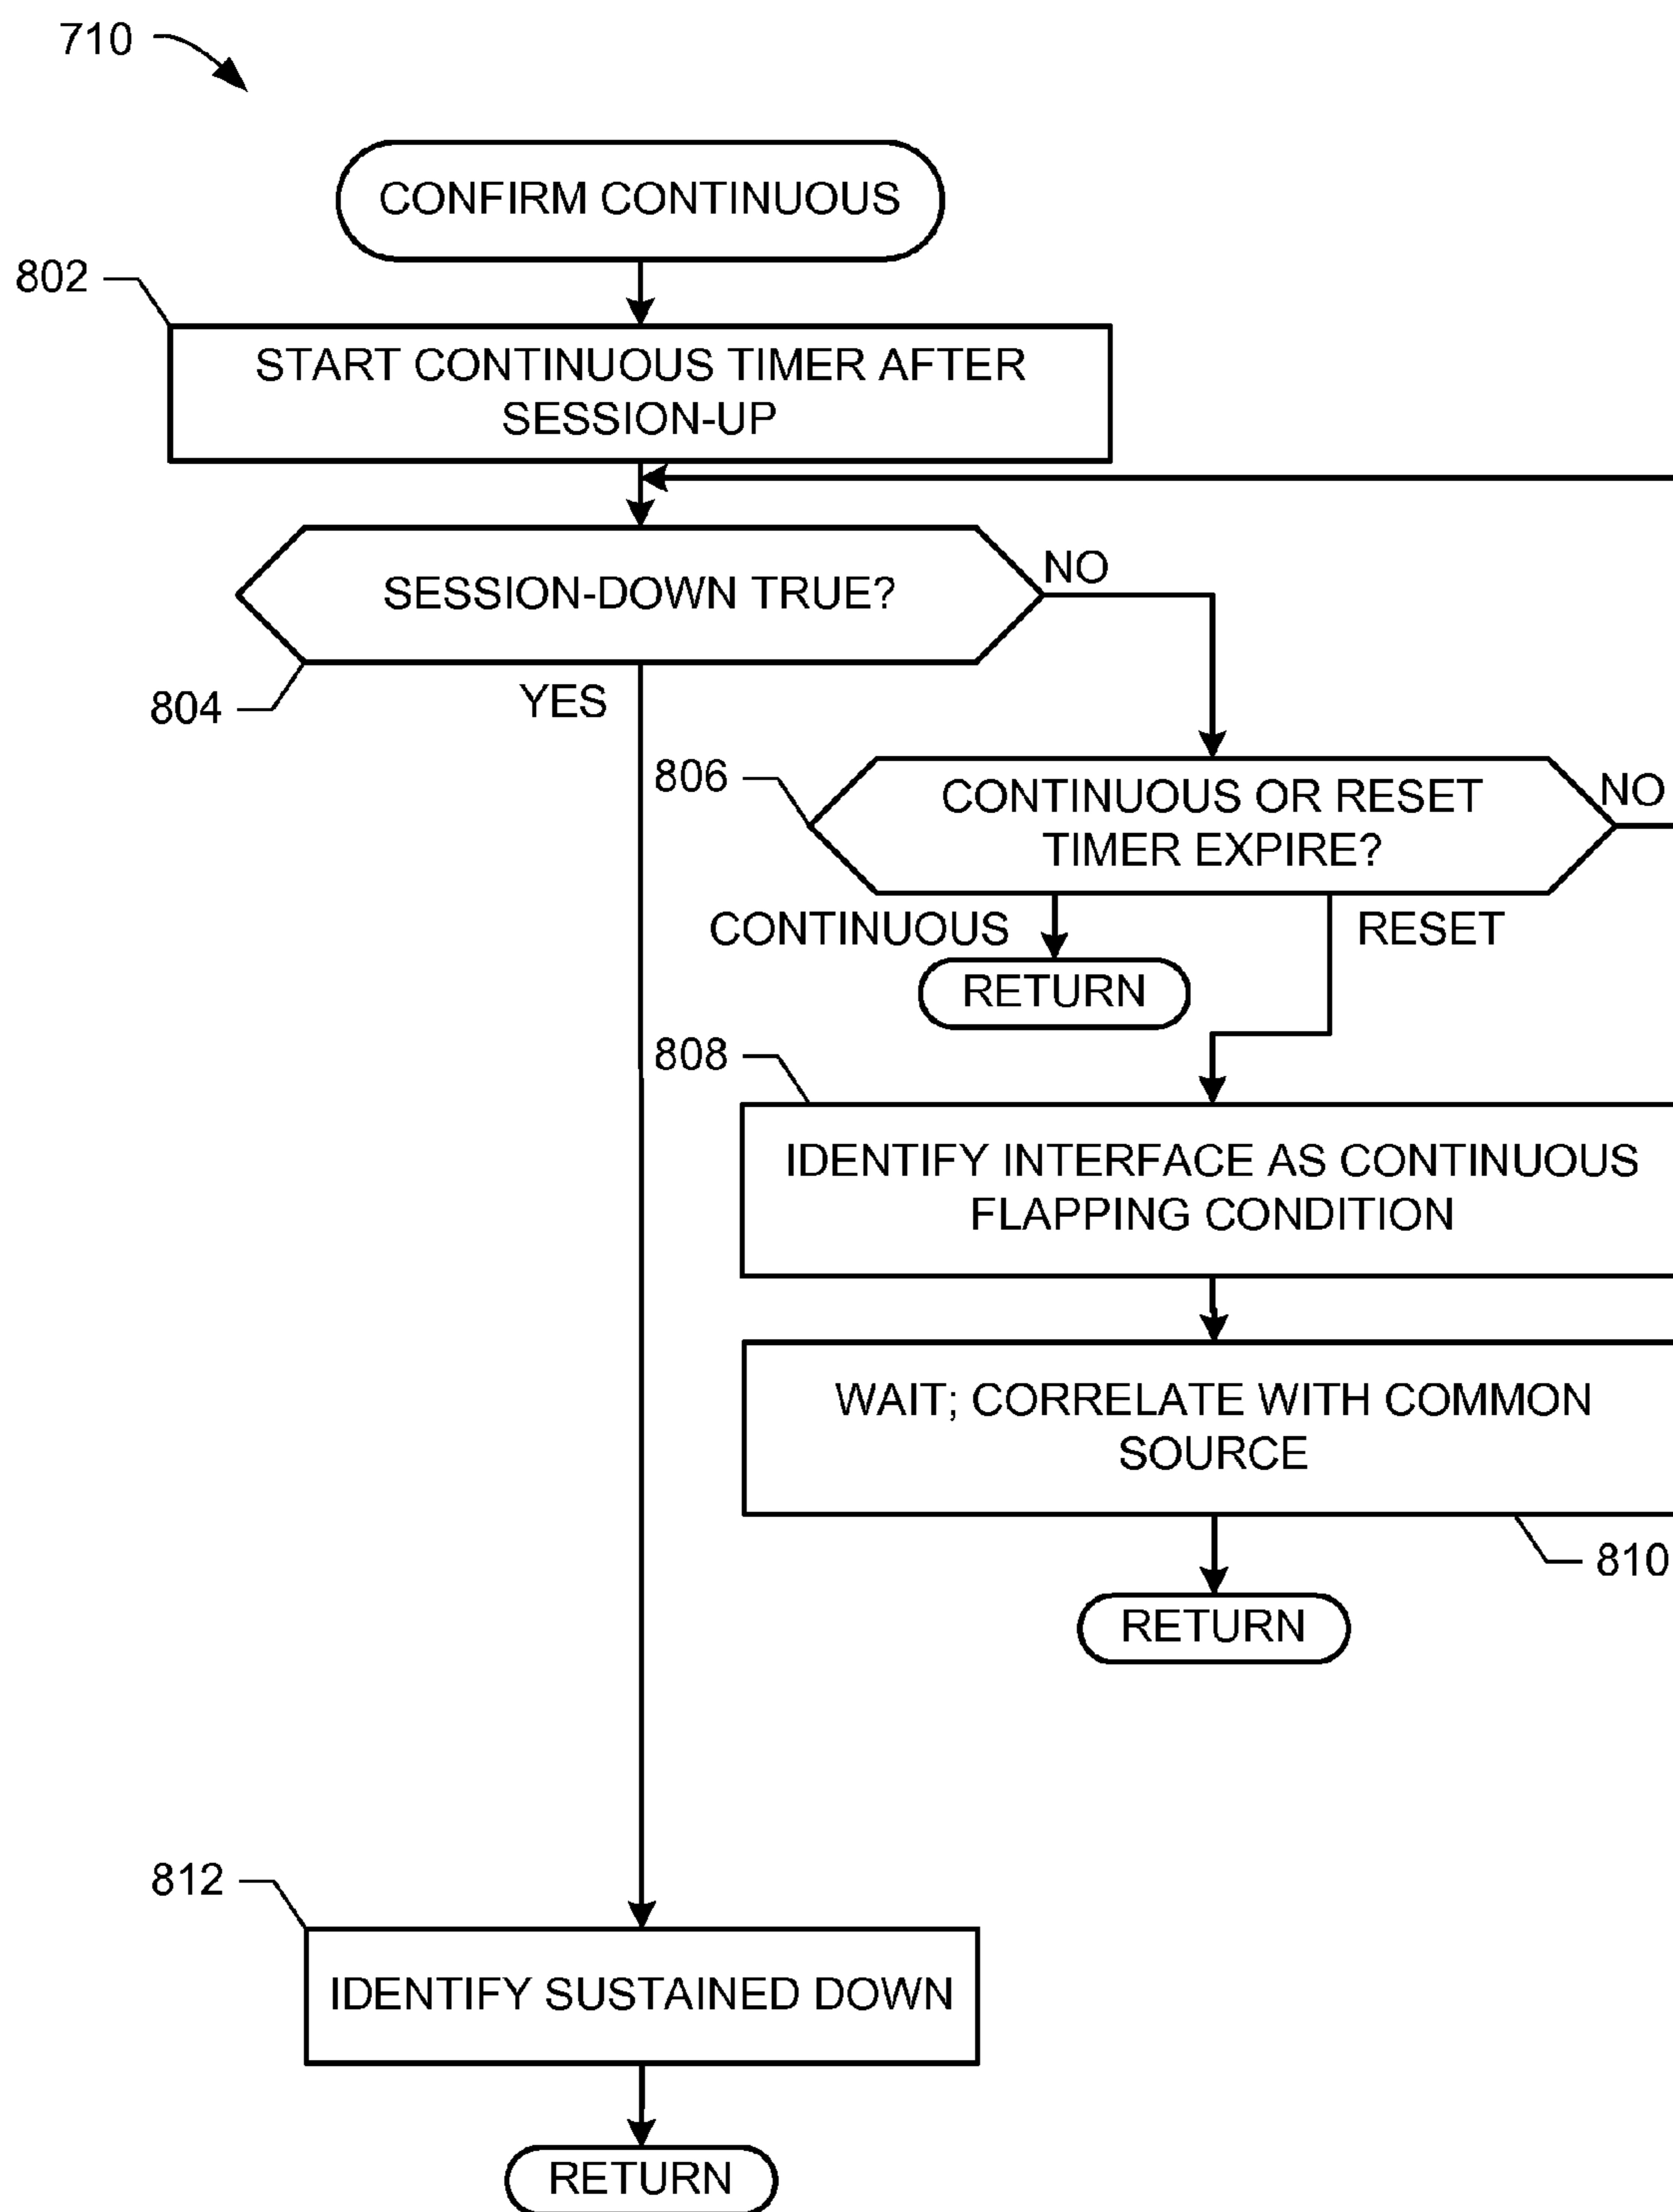 710
CONFIRM CONTINUOUS
802
START CONTINUOUS TIMER AFTER
SESSION-UP
SESSION-DOWN TRUE?
NO
804
YES
806
CONTINUOUS OR RESET
TIMER EXPIRE?
NO
CONTINUOUS
RESET
RETURN
808
IDENTIFY INTERFACE AS CONTINUOUS
FLAPPING CONDITION
WAIT; CORRELATE WITH COMMON
SOURCE
810
RETURN
812
IDENTIFY SUSTAINED DOWN
RETURN